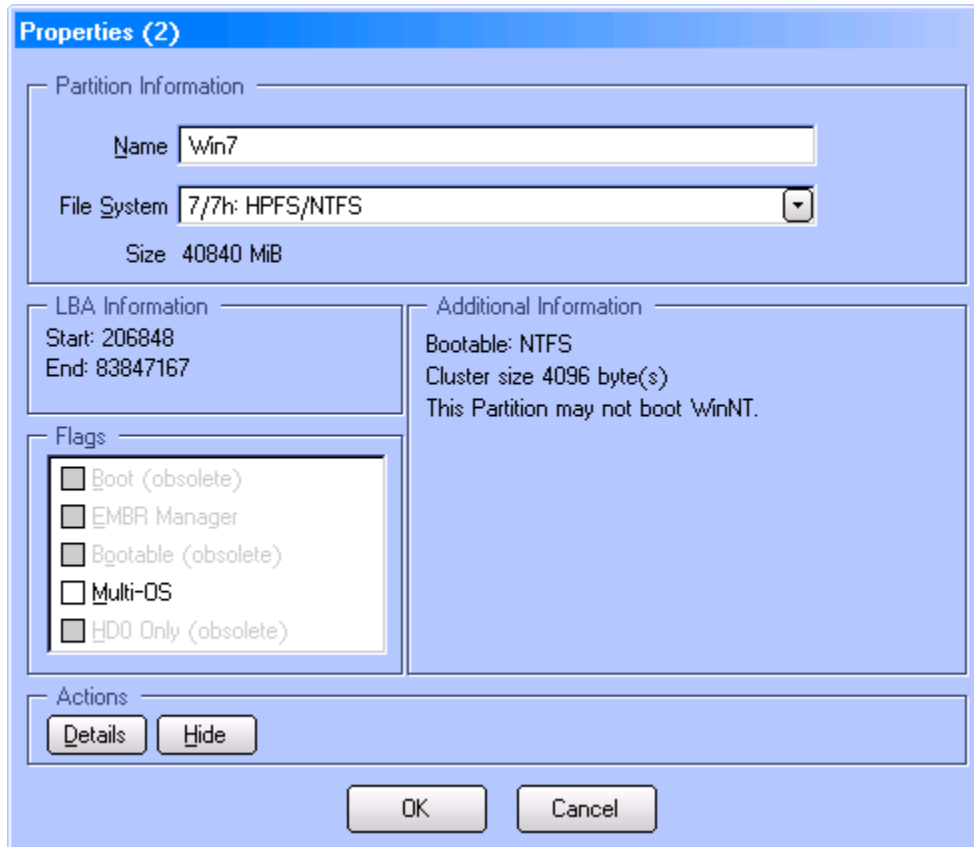 Properties (2)
Partition Information
Name Win7
File System 7/7h: HPFS/NTFS
Size 40840 MiB
LBA Information
Start: 206848
End: 83847167
Additional Information
Bootable: NTFS
Cluster size 4096 byte(s)
This Partition may not boot WinNT.
Flags
Boot (obsolete)
EMBR Manager
Bootable (obsolete)
Multi-OS
HD0 Only (obsolete)
Actions
Details Hide
OK Cancel